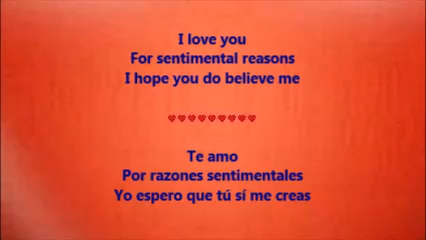 I love you
For sentimental reasons
I hope you do believe me
Te amo
Por razones sentimentales
Yo espero que tú sí me creas